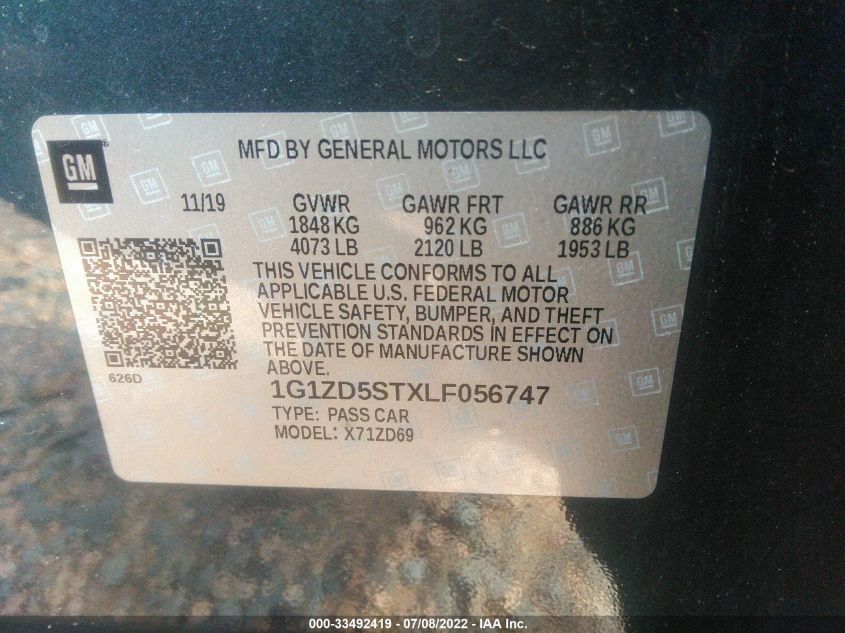 GM
MFD BY GENERAL MOTORS LLC
11/19 GVWR GAWR FRT GAWR RR
1848 KG 962 KG 886 KG
4073 LB 2120 LB 1953 LB
THIS VEHICLE CONFORMS TO ALL
APPLICABLE U.S. FEDERAL MOTOR
VEHICLE SAFETY, BUMPER, AND THEFT
PREVENTION STANDARDS IN EFFECT ON
THE DATE OF MANUFACTURE SHOWN
ABOVE.
626D
1G1ZD5STXLF056747
TYPE: PASS CAR
MODEL: X71ZD69
000-33492419 - 07/08/2022 - IAAI.com